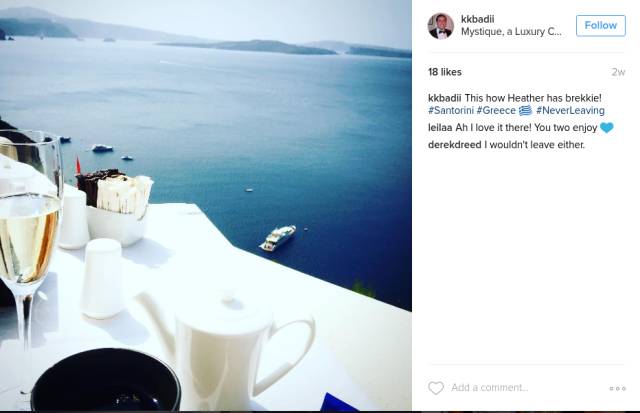 kkbadii
Mystique, a Luxury C...
Follow
18 likes
2w
kkbadii This how Heather has brekkie!
#Santorini #Greece 🇬🇷 #NeverLeaving
leilaa Ah I love it there! You two enjoy 💙
derekdreed I wouldn't leave either.
Add a comment...